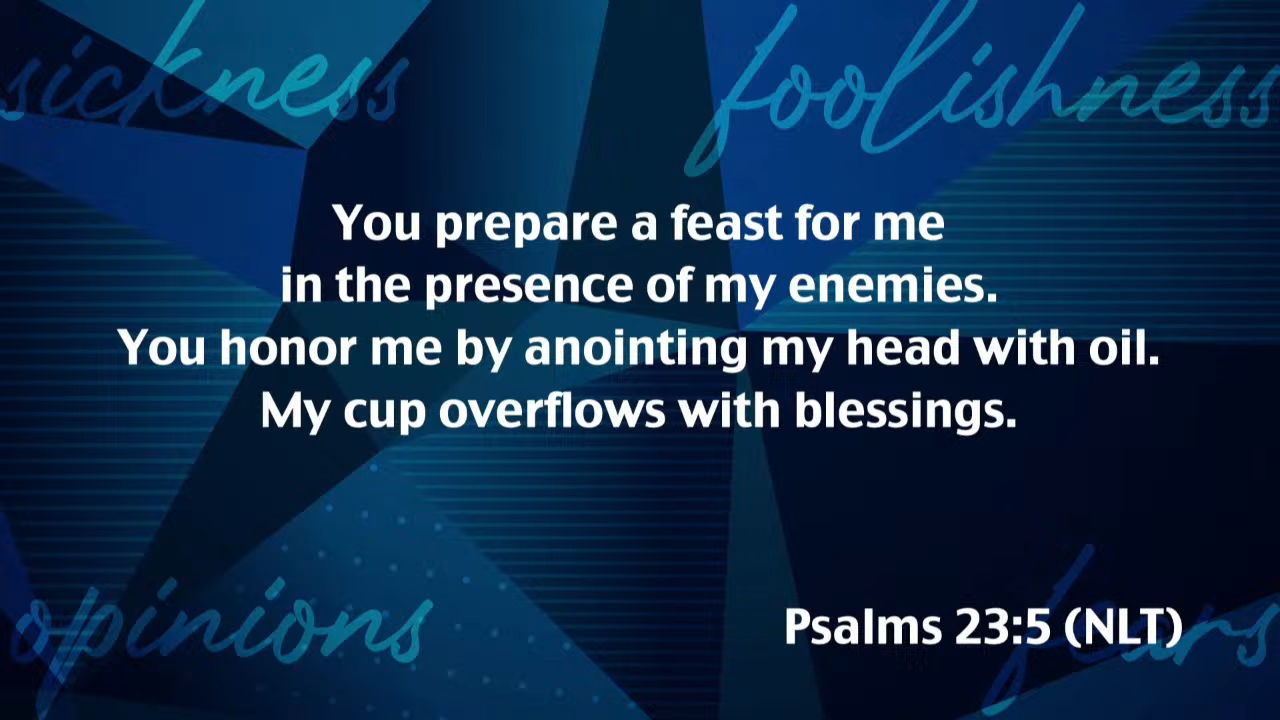 sickness
foolishness
You prepare a feast for me
in the presence of my enemies.
You honor me by anointing my head with oil.
My cup overflows with blessings.
opinions
fears
Psalms 23:5 (NLT)